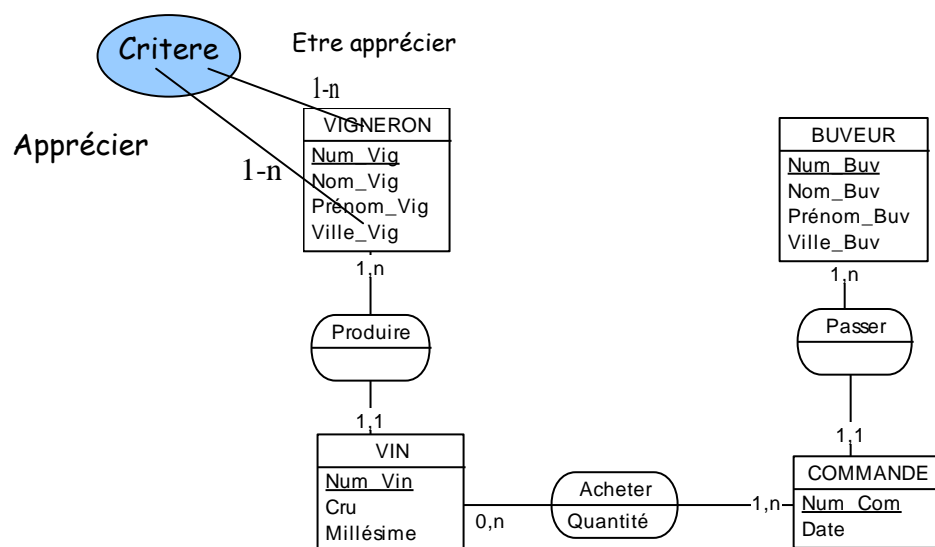 Critere
Etre apprécier
1-n
Apprécier
1-n
VIGNERON
Num_Vig
Nom_Vig
Prénom_Vig
Ville_Vig
1,n
Produire
1,1
VIN
Num_Vin
Cru
Millésime
0,n
Acheter
Quantité
1,n
BUVEUR
Num_Buv
Nom_Buv
Prénom_Buv
Ville_Buv
1,n
Passer
1,1
COMMANDE
Num_Com
Date